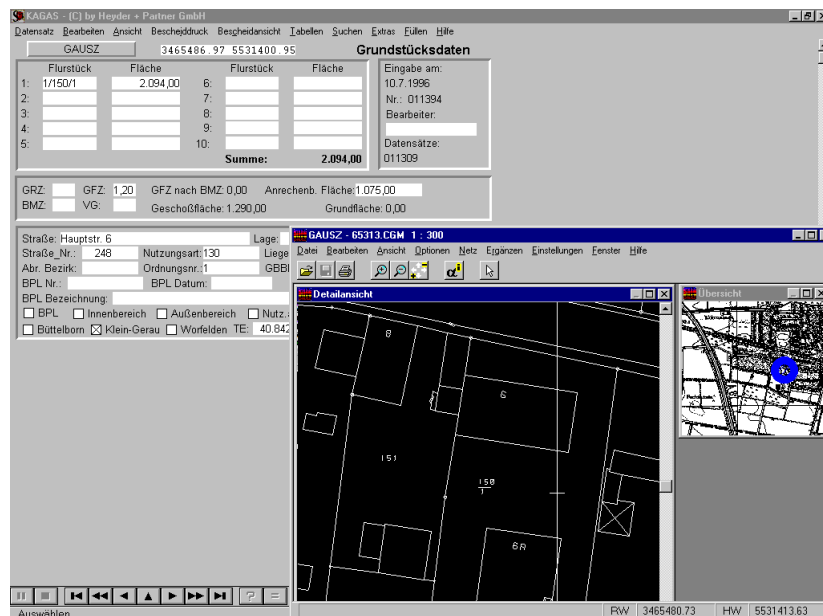 KAGAS - (C) by Heyder + Partner GmbH
Datensatz Bearbeiten Ansicht Bescheiddruck Bescheidansicht Tabellen Suchen Extras Füllen Hilfe
GAUSZ 3465486.97 5531400.95 Grundstücksdaten
Flurstück Fläche Flurstück Fläche
1: 1/150/1 2.094,00 6:
2: 7:
3: 8:
4: 9:
5: 10:
Summe: 2.094,00
Eingabe am:
10.7.1996
Nr.: 011394
Bearbeiter:
Datensätze:
011309
GRZ: GFZ: 1,20 GFZ nach BMZ: 0,00 Anrechenb. Fläche: 1.075,00
BMZ: VG: Geschoßfläche: 1.290,00 Grundfläche: 0,00
Straße: Hauptstr. 6 Lage:
Straße_Nr.: 248 Nutzungsart: 130 Liege
Abr. Bezirk: Ordnungsnr.: 1 GBBl
BPL Nr.: BPL Datum:
BPL Bezeichnung:
BPL Innenbereich Außenbereich Nutz.
Büttelborn Klein-Gerau Worfelden TE: 40.842
GAUSZ - 65313.CGM 1 : 300
Datei Bearbeiten Ansicht Optionen Netz Ergänzen Einstellungen Fenster Hilfe
Detailansicht
8
6
151
150
1
6A
Übersicht
Auswählen
RW 3465480.73 HW 5531413.63